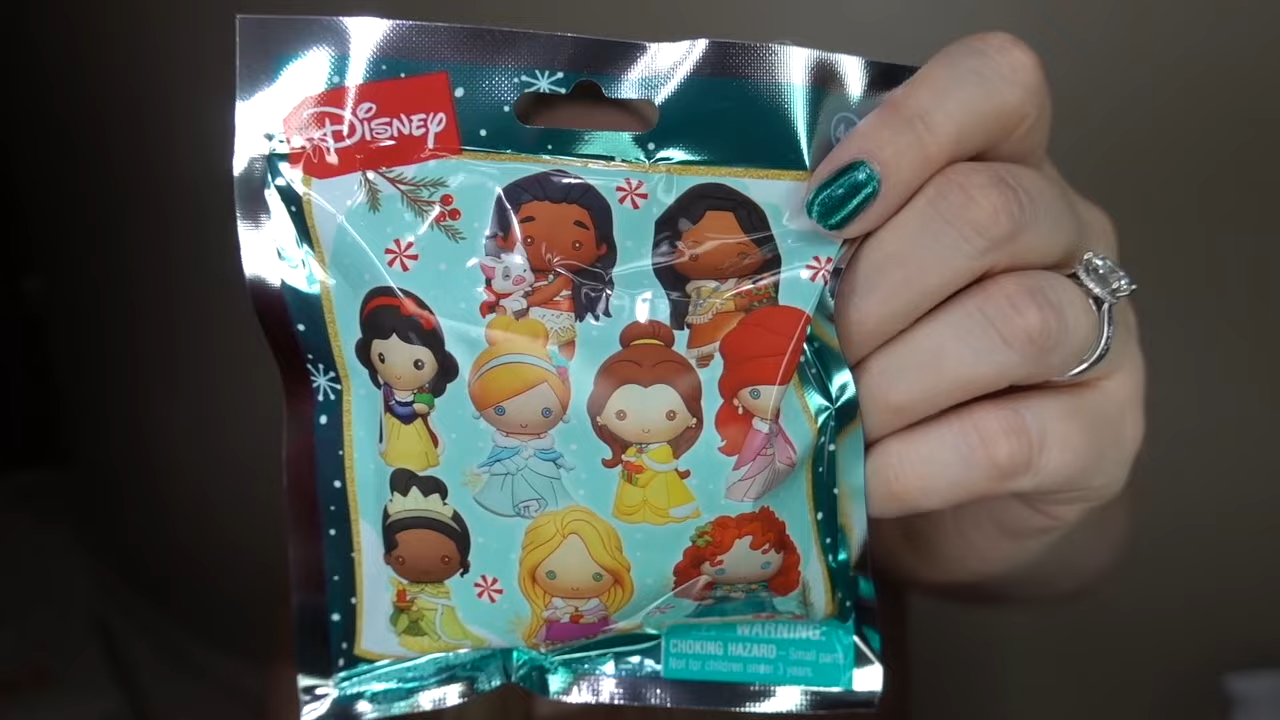 Disney
WARNING:
CHOKING HAZARD – Small parts
Not for children under 3 years.